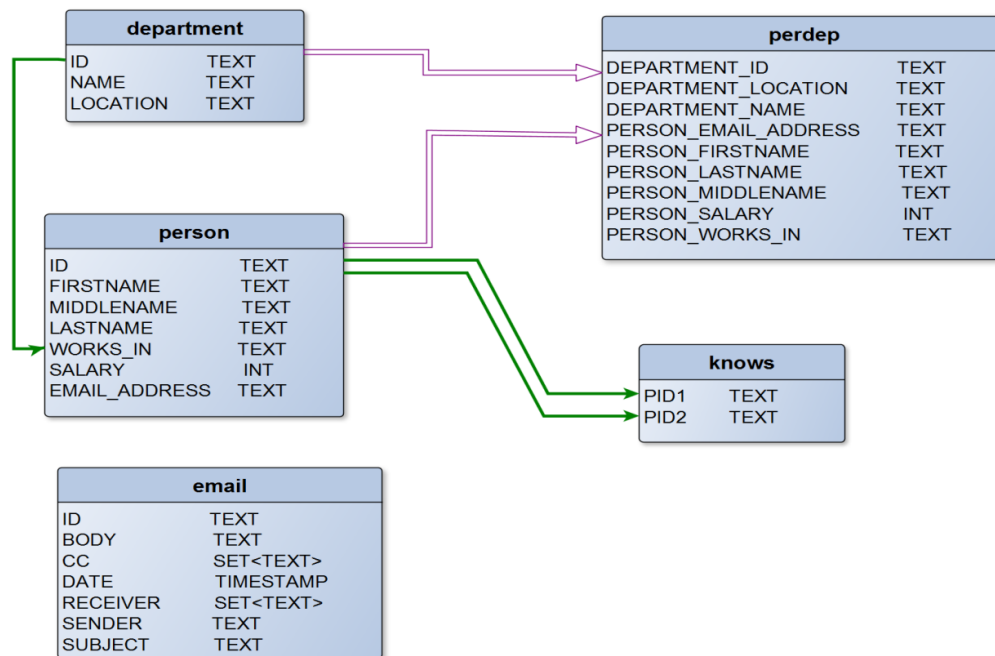 department
ID TEXT
NAME TEXT
LOCATION TEXT
perdep
DEPARTMENT_ID TEXT
DEPARTMENT_LOCATION TEXT
DEPARTMENT_NAME TEXT
PERSON_EMAIL_ADDRESS TEXT
PERSON_FIRSTNAME TEXT
PERSON_LASTNAME TEXT
PERSON_MIDDLENAME TEXT
PERSON_SALARY INT
PERSON_WORKS_IN TEXT
person
ID TEXT
FIRSTNAME TEXT
MIDDLENAME TEXT
LASTNAME TEXT
WORKS_IN TEXT
SALARY INT
EMAIL_ADDRESS TEXT
knows
PID1 TEXT
PID2 TEXT
email
ID TEXT
BODY TEXT
CC SET<TEXT>
DATE TIMESTAMP
RECEIVER SET<TEXT>
SENDER TEXT
SUBJECT TEXT